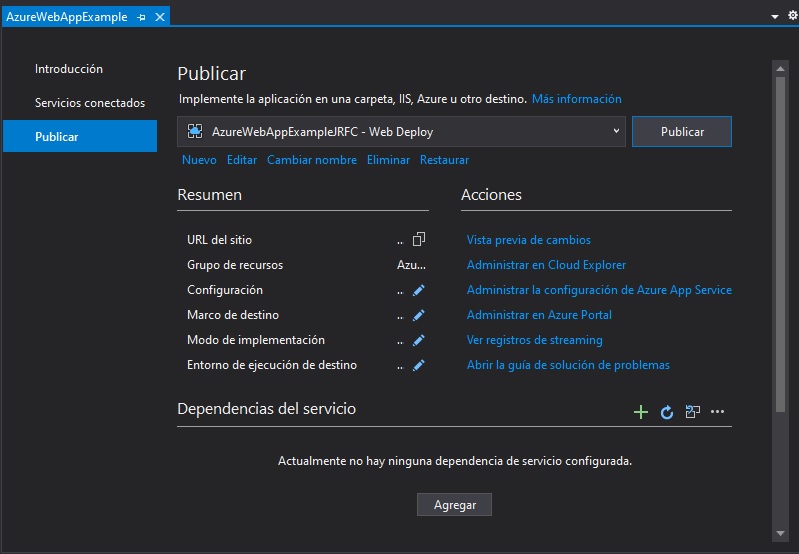 AzureWebAppExample
Introducción
Servicios conectados
Publicar
Publicar
Implemente la aplicación en una carpeta, IIS, Azure u otro destino. Más información
AzureWebAppExampleJRFC - Web Deploy
Publicar
Nuevo Editar Cambiar nombre Eliminar Restaurar
Resumen
URL del sitio ...
Grupo de recursos Azu...
Configuración ...
Marco de destino ...
Modo de implementación ...
Entorno de ejecución de destino ...
Acciones
Vista previa de cambios
Administrar en Cloud Explorer
Administrar la configuración de Azure App Service
Administrar en Azure Portal
Ver registros de streaming
Abrir la guía de solución de problemas
Dependencias del servicio
Actualmente no hay ninguna dependencia de servicio configurada.
Agregar